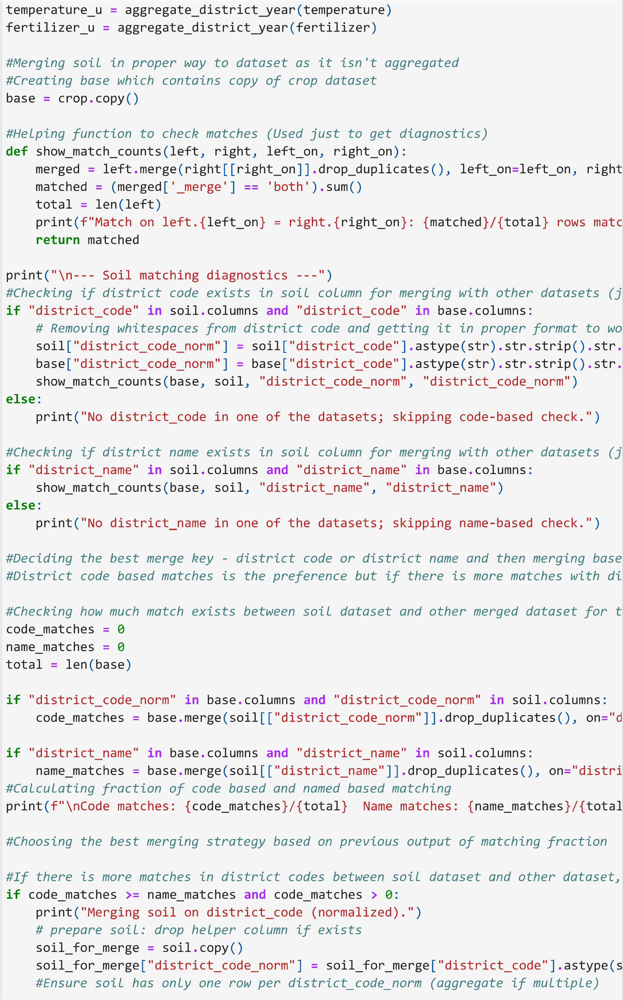 temperature_u = aggregate_district_year(temperature)
fertilizer_u = aggregate_district_year(fertilizer)
#Merging soil in proper way to dataset as it isn't aggregated
#Creating base which contains copy of crop dataset
base = crop.copy()
#Helping function to check matches (Used just to get diagnostics)
def show_match_counts(left, right, left_on, right_on):
    merged = left.merge(right[[right_on]].drop_duplicates(), left_on=left_on, right
    matched = (merged['_merge'] == 'both').sum()
    total = len(left)
    print(f"Match on left.{left_on} = right.{right_on}: {matched}/{total} rows matc
    return matched
print("\n--- Soil matching diagnostics ---")
#Checking if district code exists in soil column for merging with other datasets (j
if "district_code" in soil.columns and "district_code" in base.columns:
    # Removing whitespaces from district code and getting it in proper format to wo
    soil["district_code_norm"] = soil["district_code"].astype(str).str.strip().str.
    base["district_code_norm"] = base["district_code"].astype(str).str.strip().str.
    show_match_counts(base, soil, "district_code_norm", "district_code_norm")
else:
    print("No district_code in one of the datasets; skipping code-based check.")
#Checking if district name exists in soil column for merging with other datasets (j
if "district_name" in soil.columns and "district_name" in base.columns:
    show_match_counts(base, soil, "district_name", "district_name")
else:
    print("No district_name in one of the datasets; skipping name-based check.")
#Deciding the best merge key - district code or district name and then merging base
#District code based matches is the preference but if there is more matches with di
#Checking how much match exists between soil dataset and other merged dataset for t
code_matches = 0
name_matches = 0
total = len(base)
if "district_code_norm" in base.columns and "district_code_norm" in soil.columns:
    code_matches = base.merge(soil[["district_code_norm"]].drop_duplicates(), on="d
if "district_name" in base.columns and "district_name" in soil.columns:
    name_matches = base.merge(soil[["district_name"]].drop_duplicates(), on="distri
#Calculating fraction of code based and named based matching
print(f"\nCode matches: {code_matches}/{total}  Name matches: {name_matches}/{total
#Choosing the best merging strategy based on previous output of matching fraction
#If there is more matches in district codes between soil dataset and other dataset,
if code_matches >= name_matches and code_matches > 0:
    print("Merging soil on district_code (normalized).")
    # prepare soil: drop helper column if exists
    soil_for_merge = soil.copy()
    soil_for_merge["district_code_norm"] = soil_for_merge["district_code"].astype(s
    #Ensure soil has only one row per district_code_norm (aggregate if multiple)